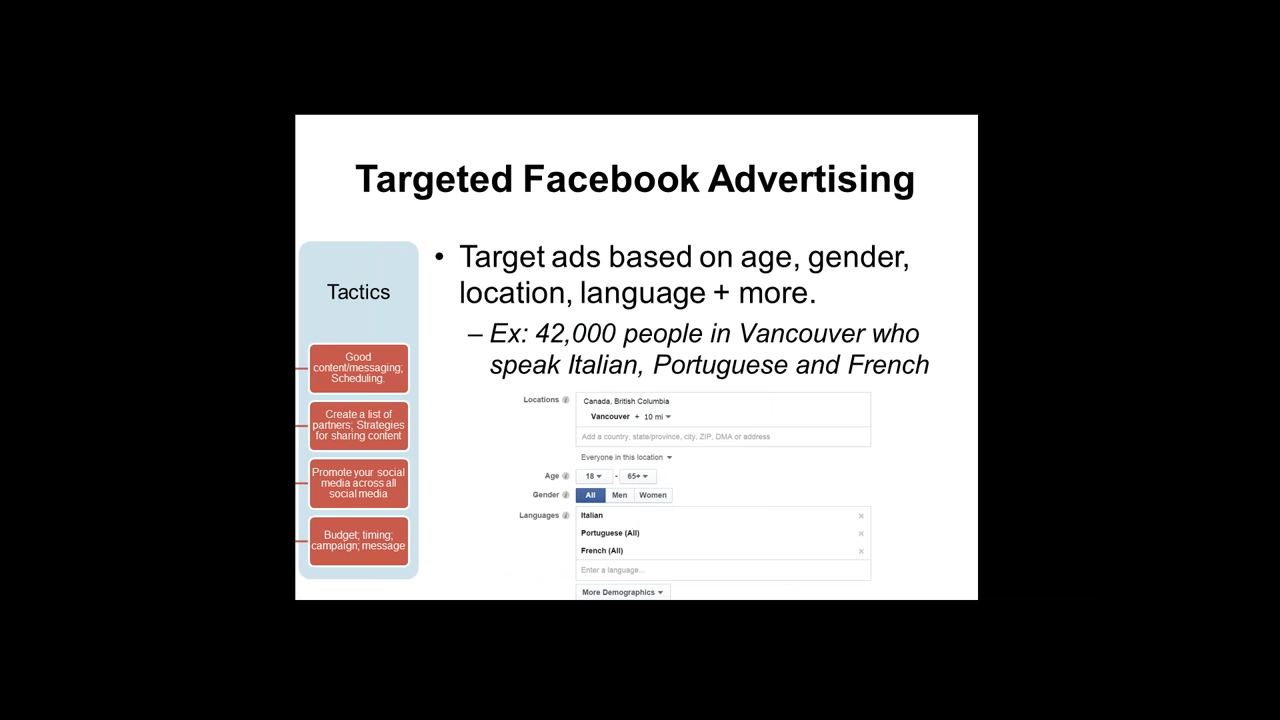 Targeted Facebook Advertising
Tactics
Good
content/messaging;
Scheduling.
Create a list of
partners; Strategies
for sharing content
Promote your social
media across all
social media
Budget; timing;
campaign; message
• Target ads based on age, gender,
location, language + more.
– Ex: 42,000 people in Vancouver who
speak Italian, Portuguese and French
Locations
Canada, British Columbia
Vancouver + 10 mi
Add a country, state/province, city, ZIP, DMA or address
Everyone in this location
Age 18 - 65+
Gender All Men Women
Languages
Italian
Portuguese (All)
French (All)
Enter a language...
More Demographics